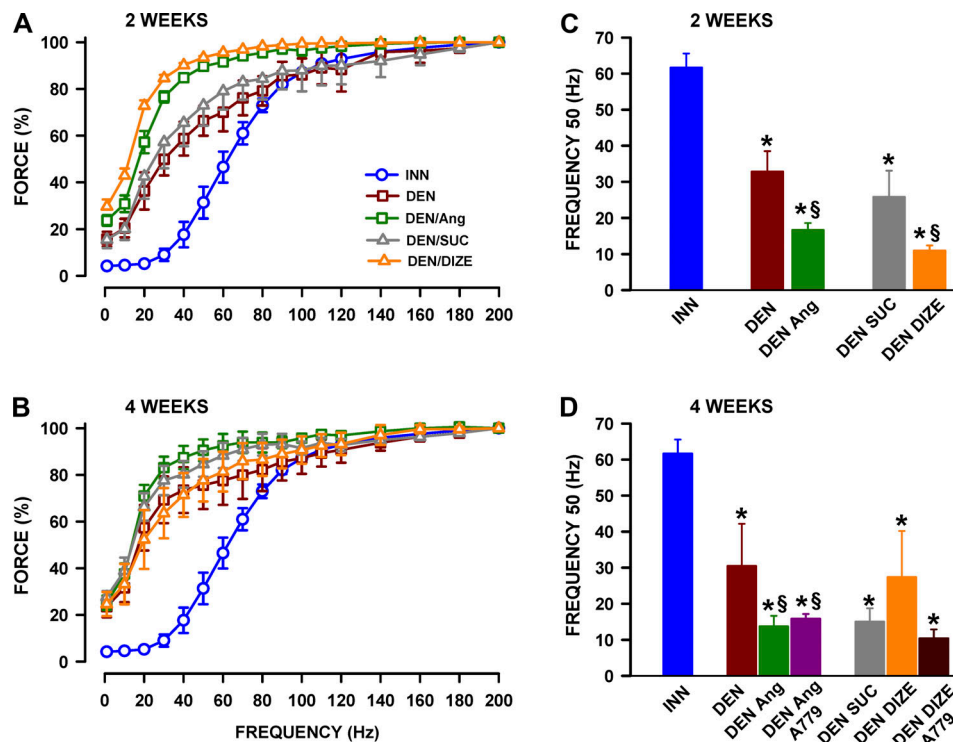 A
2 WEEKS
FORCE (%)
100
80
60
40
20
0
INN
DEN
DEN/Ang
DEN/SUC
DEN/DIZE
0 20 40 60 80 100 120 140 160 180 200
B
4 WEEKS
FORCE (%)
100
80
60
40
20
0
0 20 40 60 80 100 120 140 160 180 200
FREQUENCY (Hz)
C
2 WEEKS
FREQUENCY 50 (Hz)
70
60
50
40
30
20
10
0
*
*§
*
*§
INN
DEN
DEN Ang
DEN SUC
DEN DIZE
D
4 WEEKS
FREQUENCY 50 (Hz)
70
60
50
40
30
20
10
0
*
*§
*§
*
*
*
INN
DEN
DEN Ang
DEN Ang
A779
DEN SUC
DEN DIZE
DEN DIZE
A779